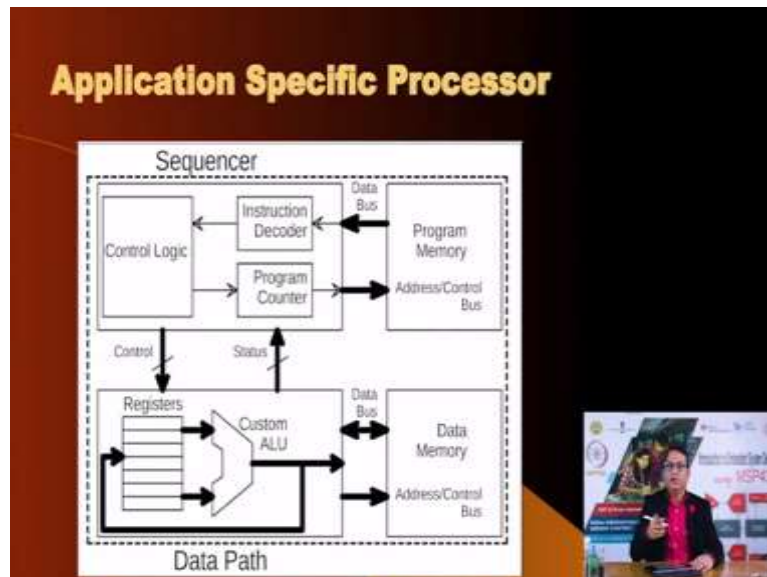 Application Specific Processor
Sequencer
Control Logic
Instruction
Decoder
Program
Counter
Data
Bus
Program
Memory
Address/Control
Bus
Control
Status
Registers
Custom
ALU
Data
Bus
Data
Memory
Address/Control
Bus
Data Path
MSP43